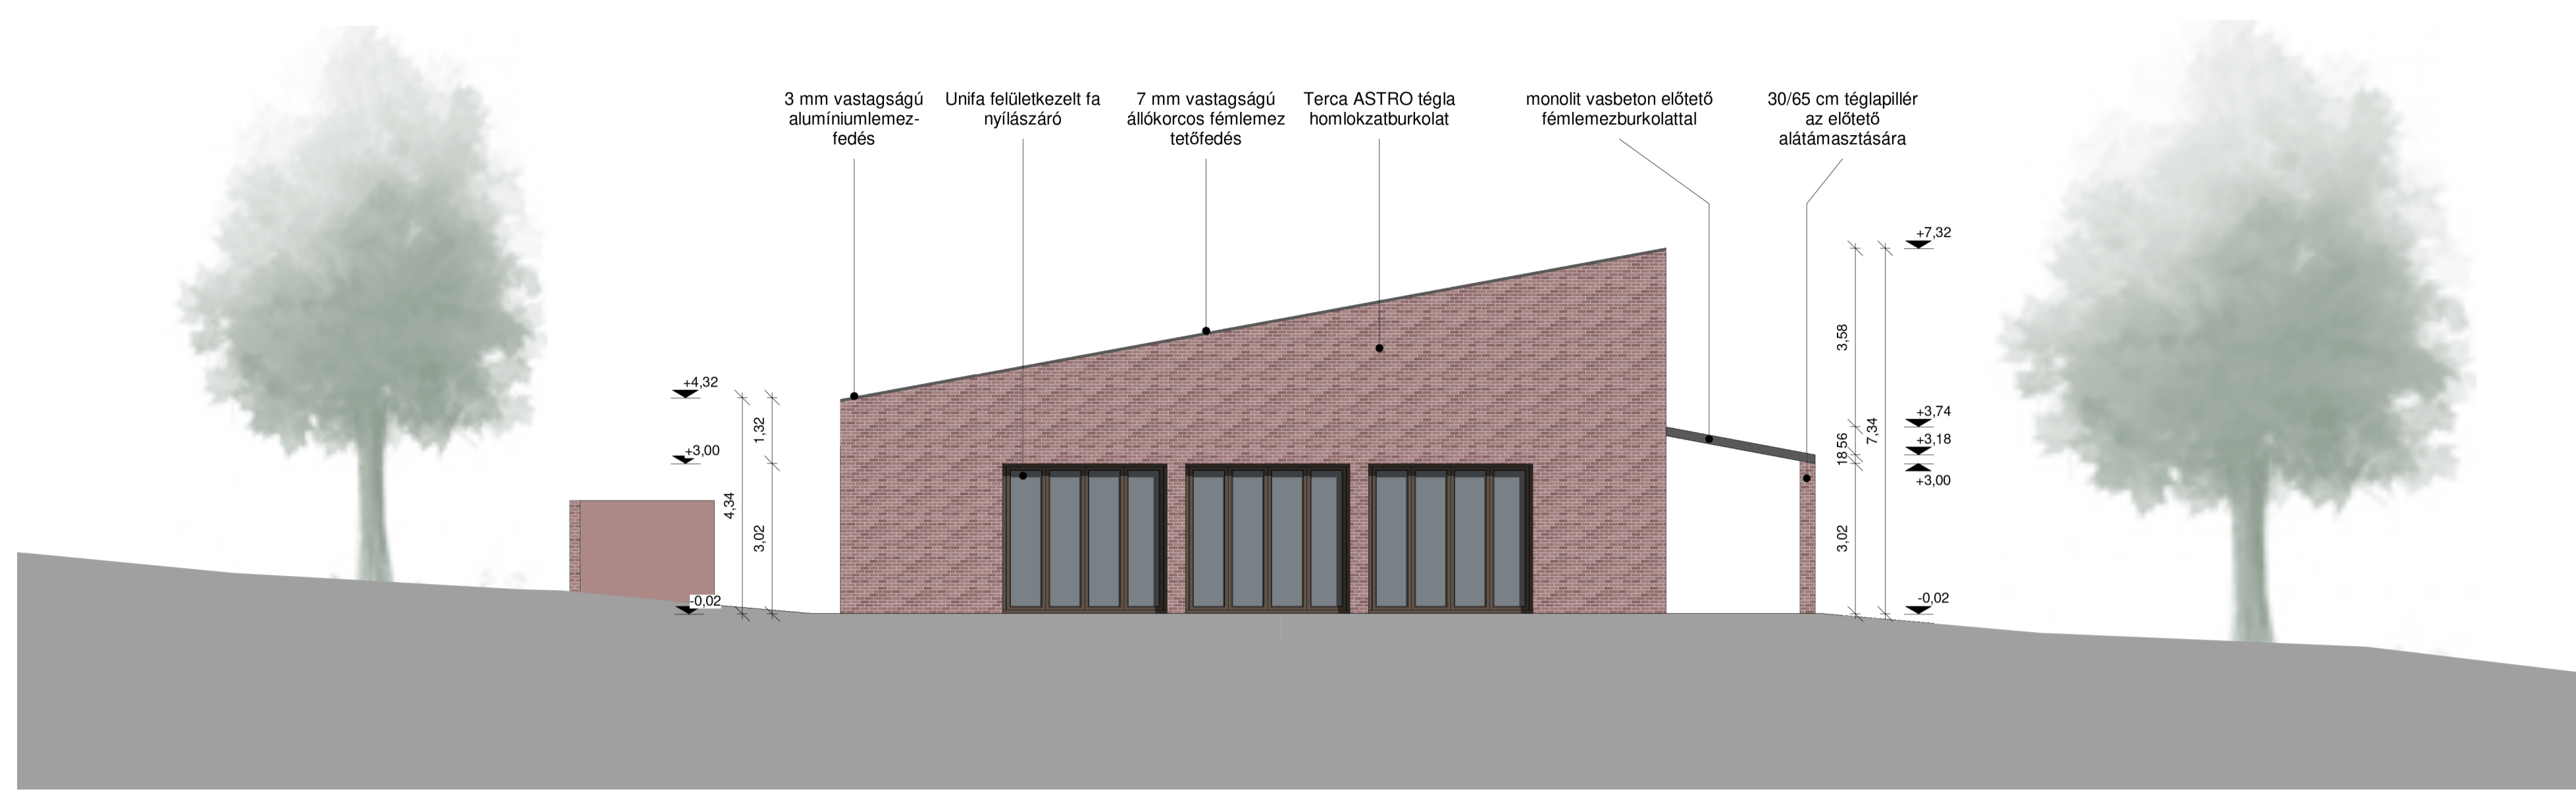 3 mm vastagságú
alumíniumlemez-
fedés
Unifa felületkezelt fa
nyílászáró
7 mm vastagságú
állókorcos fémlemez
tetőfedés
Terca ASTRO tégla
homlokzatburkolat
monolit vasbeton előtető
fémlemezburkolattal
30/65 cm téglapillér
az előtető
alátámasztására
+4,32
+3,00
-0,02
4,34
1,32
3,02
3,58
56
18
3,02
7,34
+7,32
+3,74
+3,18
+3,00
-0,02